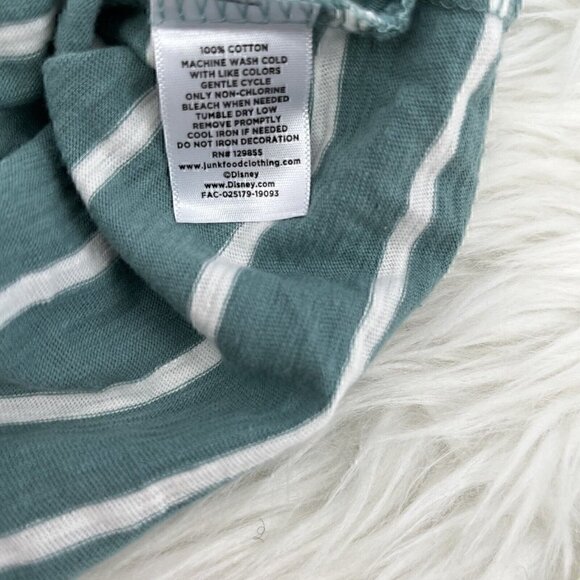 100% COTTON
MACHINE WASH COLD
WITH LIKE COLORS
GENTLE CYCLE
ONLY NON-CHLORINE
BLEACH WHEN NEEDED
TUMBLE DRY LOW
REMOVE PROMPTLY
COOL IRON IF NEEDED
DO NOT IRON DECORATION
RN# 129855
www.junkfoodclothing.com
©Disney
www.Disney.com
FAC-025179-19093